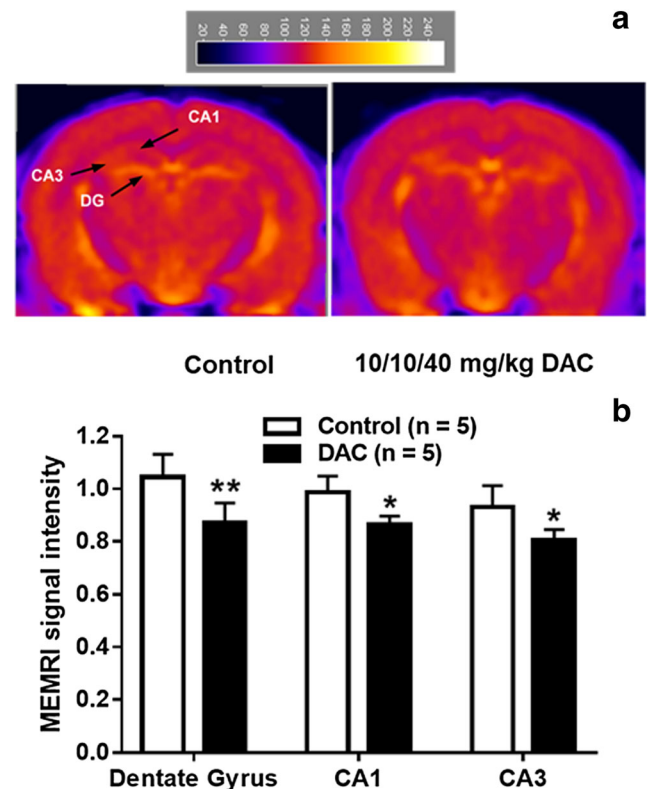 a
20 40 60 80 100 120 140 160 180 200 220 240
CA1
CA3
DG
Control 10/10/40 mg/kg DAC
b
Control (n = 5)
DAC (n = 5)
MEMRI signal intensity
1.2
1.0
0.8
0.6
0.4
0.2
0.0
** * *
Dentate Gyrus CA1 CA3